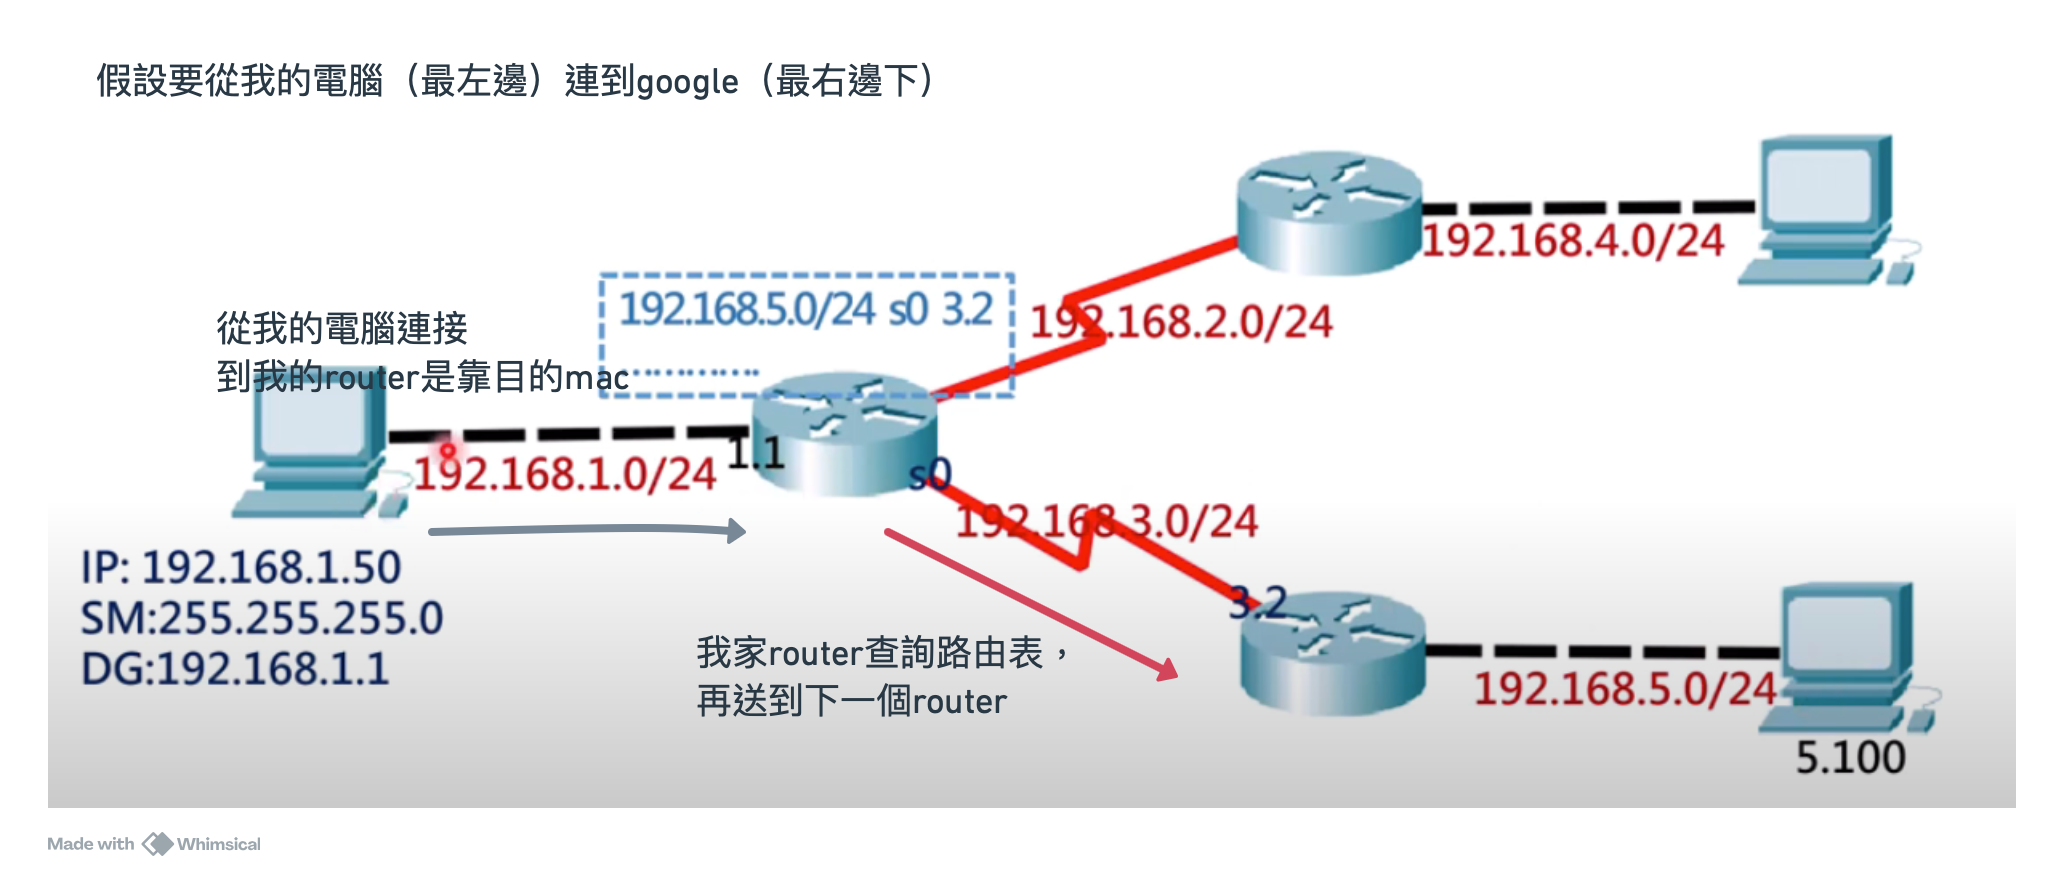 假設要從我的電腦（最左邊）連到google（最右邊下）
192.168.4.0/24
192.168.5.0/24 s0 3.2
…………
192.168.2.0/24
從我的電腦連接
到我的router是靠目的mac
1.1
192.168.1.0/24
s0
192.168.3.0/24
IP: 192.168.1.50
SM:255.255.255.0
DG:192.168.1.1
3.2
我家router查詢路由表，
再送到下一個router
192.168.5.0/24
5.100
Made with Whimsical